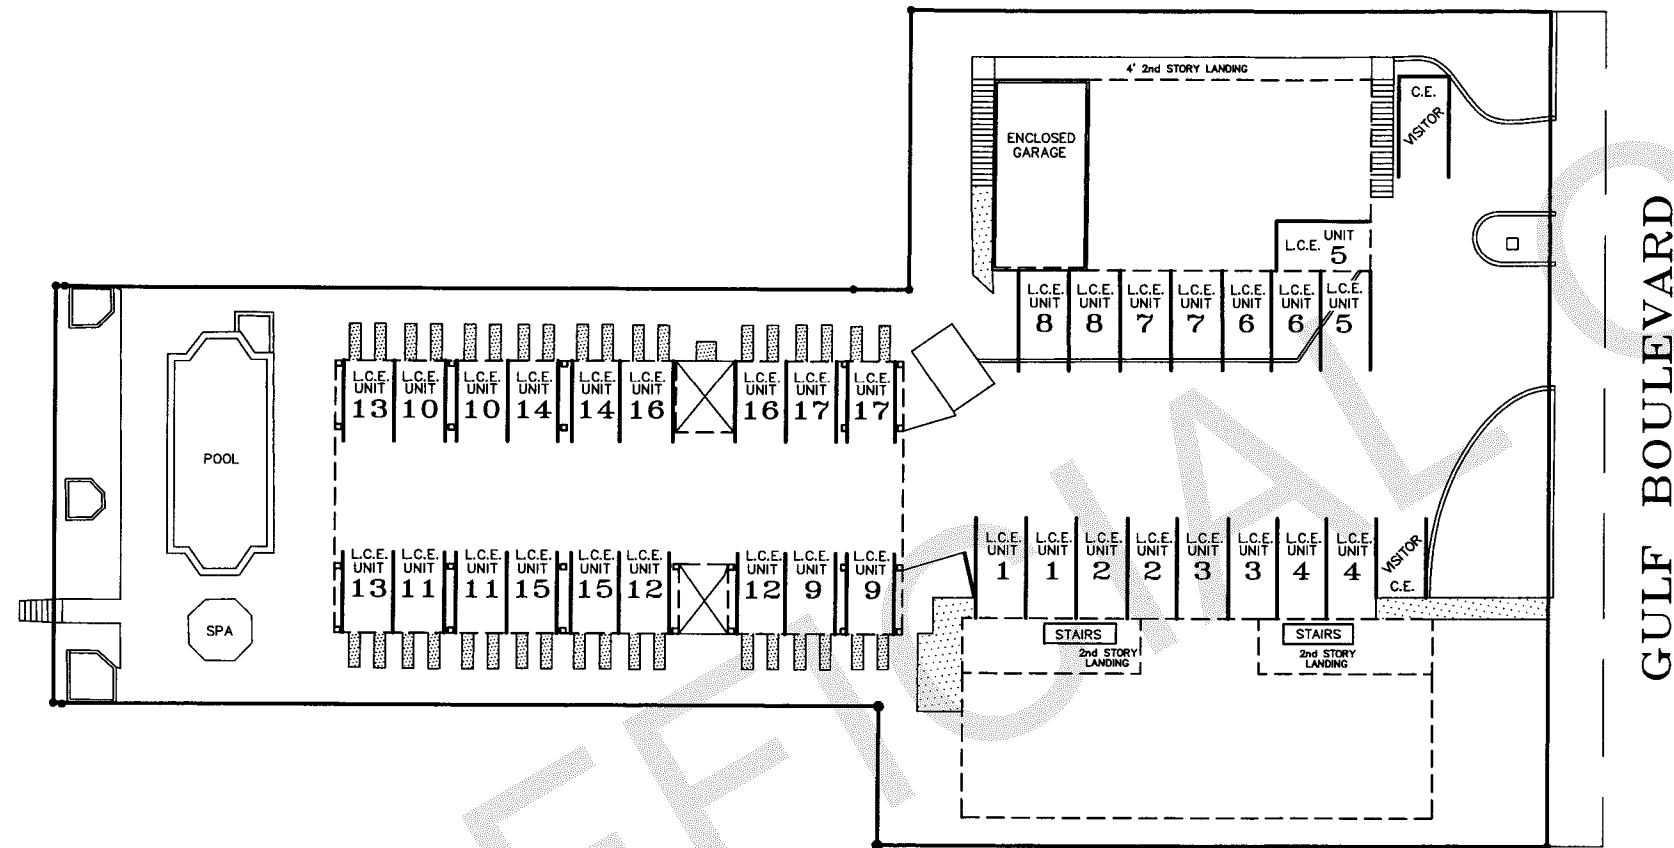 4' 2nd STORY LANDING
C.E.
VISITOR
ENCLOSED
GARAGE
L.C.E. UNIT
5
L.C.E.
UNIT
8
L.C.E.
UNIT
8
L.C.E.
UNIT
7
L.C.E.
UNIT
7
L.C.E.
UNIT
6
L.C.E.
UNIT
6
L.C.E.
UNIT
5
GULF BOULEVARD
L.C.E.
UNIT
13
L.C.E.
UNIT
10
L.C.E.
UNIT
10
L.C.E.
UNIT
14
L.C.E.
UNIT
14
L.C.E.
UNIT
16
L.C.E.
UNIT
16
L.C.E.
UNIT
17
L.C.E.
UNIT
17
POOL
SPA
L.C.E.
UNIT
13
L.C.E.
UNIT
11
L.C.E.
UNIT
11
L.C.E.
UNIT
15
L.C.E.
UNIT
15
L.C.E.
UNIT
12
L.C.E.
UNIT
12
L.C.E.
UNIT
9
L.C.E.
UNIT
9
L.C.E.
UNIT
1
L.C.E.
UNIT
1
L.C.E.
UNIT
2
L.C.E.
UNIT
2
L.C.E.
UNIT
3
L.C.E.
UNIT
3
L.C.E.
UNIT
4
L.C.E.
UNIT
4
VISITOR
C.E.
STAIRS
2nd STORY
LANDING
STAIRS
2nd STORY
LANDING